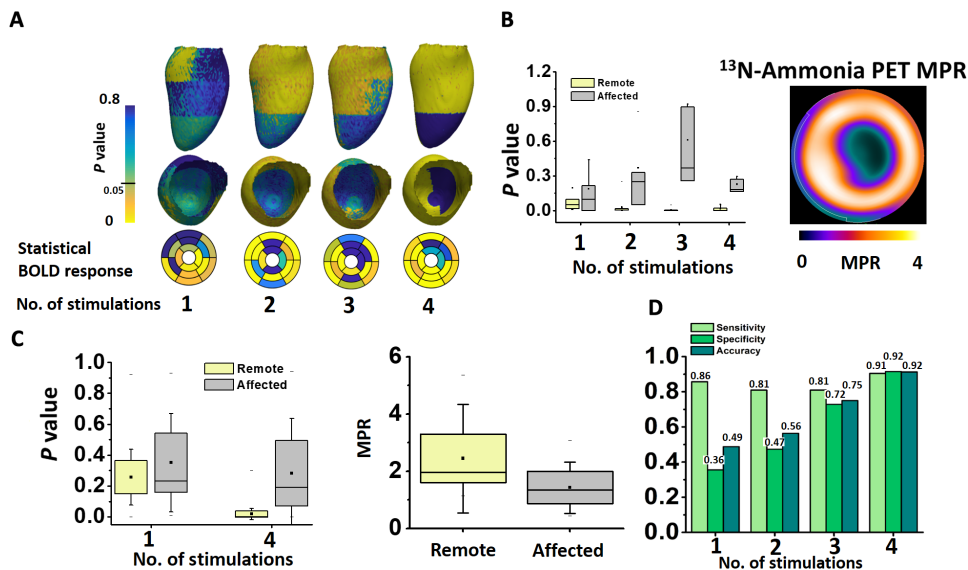 A
0.8
P value
0.05
0
Statistical
BOLD response
No. of stimulations
1
2
3
4
B
1.2
0.9
0.6
0.3
0.0
P value
Remote
Affected
1
2
3
4
No. of stimulations
¹³N-Ammonia PET MPR
0
MPR
4
C
1.0
0.8
0.6
0.4
0.2
0.0
P value
Remote
Affected
1
4
No. of stimulations
6
4
2
0
MPR
Remote
Affected
D
Sensitivity
Specificity
Accuracy
1.0
0.8
0.6
0.4
0.2
0.0
0.86
0.36
0.49
0.81
0.47
0.56
0.81
0.72
0.75
0.91
0.92
0.92
1
2
3
4
No. of stimulations